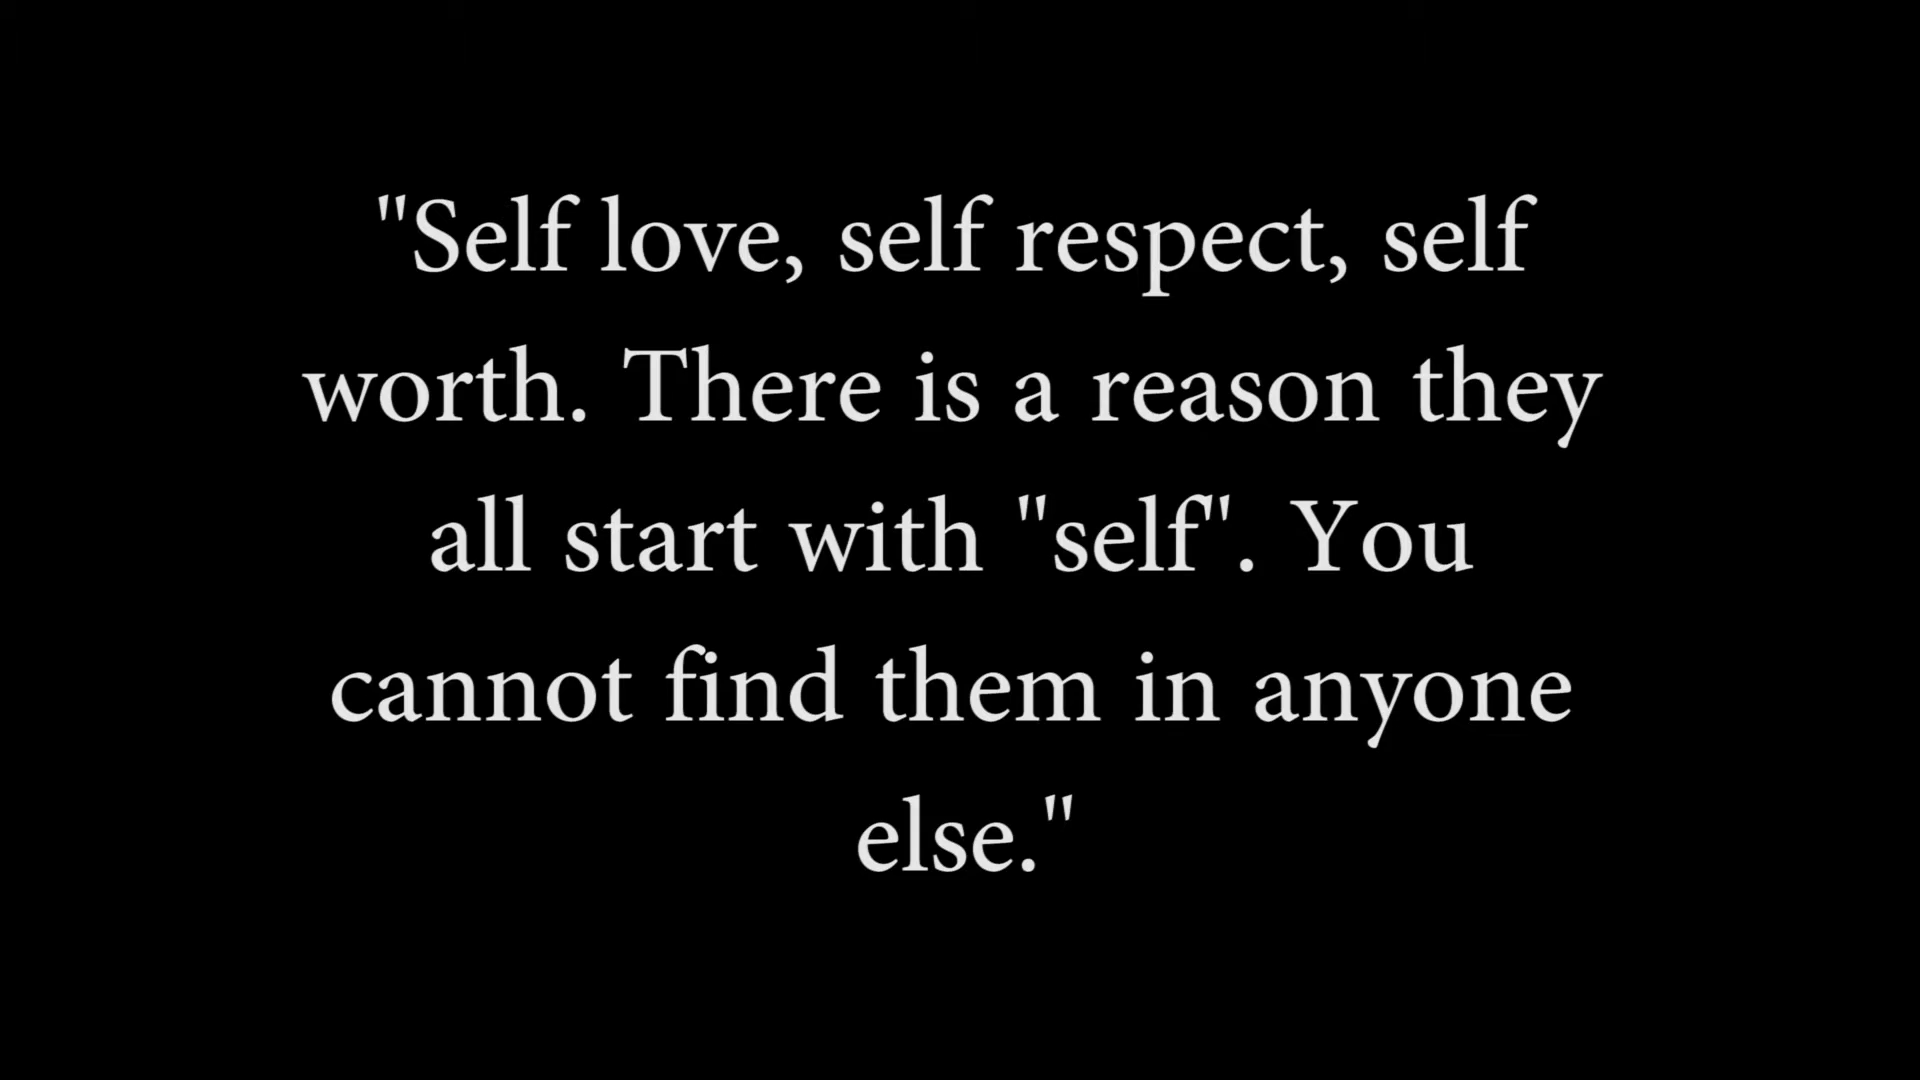 "Self love, self respect, self
worth. There is a reason they
all start with "self". You
cannot find them in anyone
else."